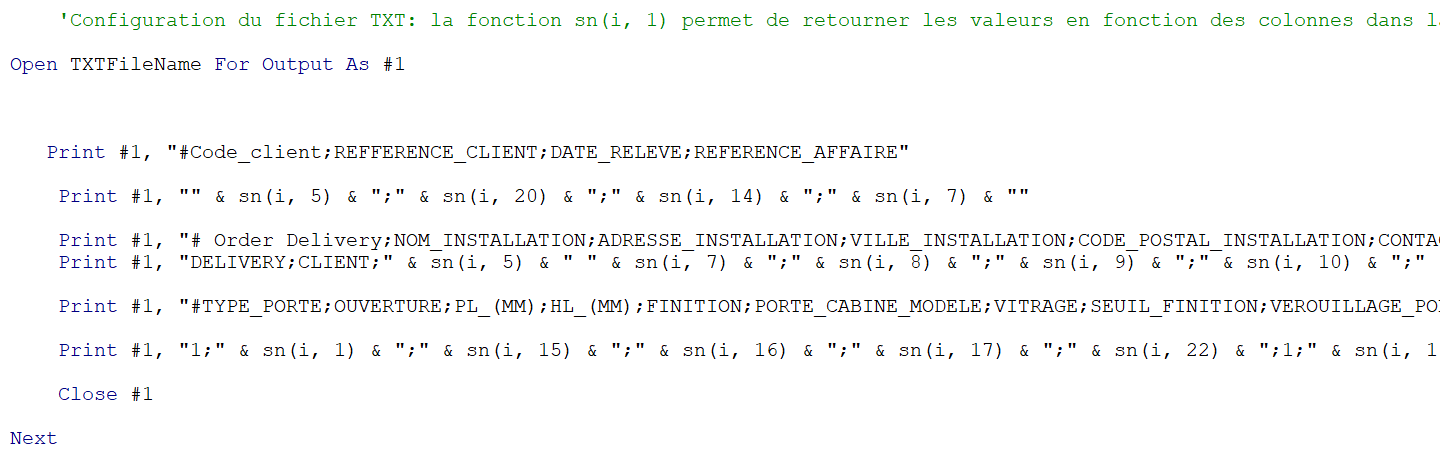 'Configuration du fichier TXT: la fonction sn(i, 1) permet de retourner les valeurs en fonction des colonnes dans
Open TXTFileName For Output As #1
Print #1, "#Code_client;REFFERENCE_CLIENT;DATE_RELEVE;REFERENCE_AFFAIRE"
Print #1, "" & sn(i, 5) & ";" & sn(i, 20) & ";" & sn(i, 14) & ";" & sn(i, 7) & ""
Print #1, "# Order Delivery;NOM_INSTALLATION;ADRESSE_INSTALLATION;VILLE_INSTALLATION;CODE_POSTAL_INSTALLATION;CONTA
Print #1, "DELIVERY;CLIENT;" & sn(i, 5) & " " & sn(i, 7) & ";" & sn(i, 8) & ";" & sn(i, 9) & ";" & sn(i, 10) & ";"
Print #1, "#TYPE_PORTE;OUVERTURE;PL_(MM);HL_(MM);FINITION;PORTE_CABINE_MODELE;VITRAGE;SEUIL_FINITION;VEROUILLAGE_PO
Print #1, "1;" & sn(i, 1) & ";" & sn(i, 15) & ";" & sn(i, 16) & ";" & sn(i, 17) & ";" & sn(i, 22) & ";1;" & sn(i, 1
Close #1
Next